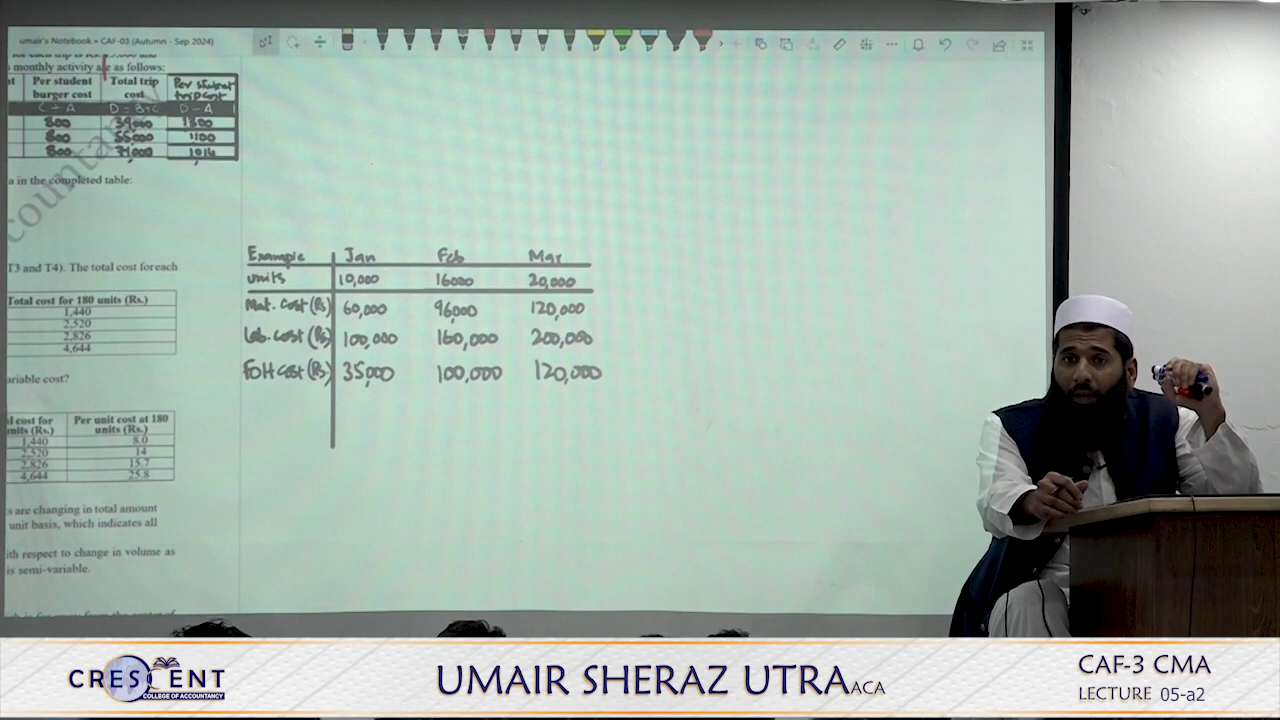 umair's Notebook • CAF-03 (Autumn - Sep 2024)
monthly activity are as follows:
Per student burger cost Total trip cost Per student trip cost
C ÷ A D = B + C D ÷ A
800 39,000 1300
800 55,000 1100
800 71,000 1014
a in the completed table:
T3 and T4). The total cost for each
Total cost for 180 units (Rs.)
1,440
2,520
2,826
4,644
ariable cost?
l cost for nits (Rs.) Per unit cost at 180 units (Rs.)
1,440 8.0
2,520 14
2,826 15.7
4,644 25.8
s are changing in total amount
unit basis, which indicates all
ith respect to change in volume as
is semi-variable.
Example Jan Feb Mar
units 10,000 16000 20,000
Mat. Cost (Rs) 60,000 96,000 120,000
Lab. Cost (Rs) 100,000 160,000 200,000
FOH Cost (Rs) 35,000 100,000 120,000
CRESCENT
COLLEGE OF ACCOUNTANCY
UMAIR SHERAZ UTRA ACA
CAF-3 CMA
LECTURE 05-a2